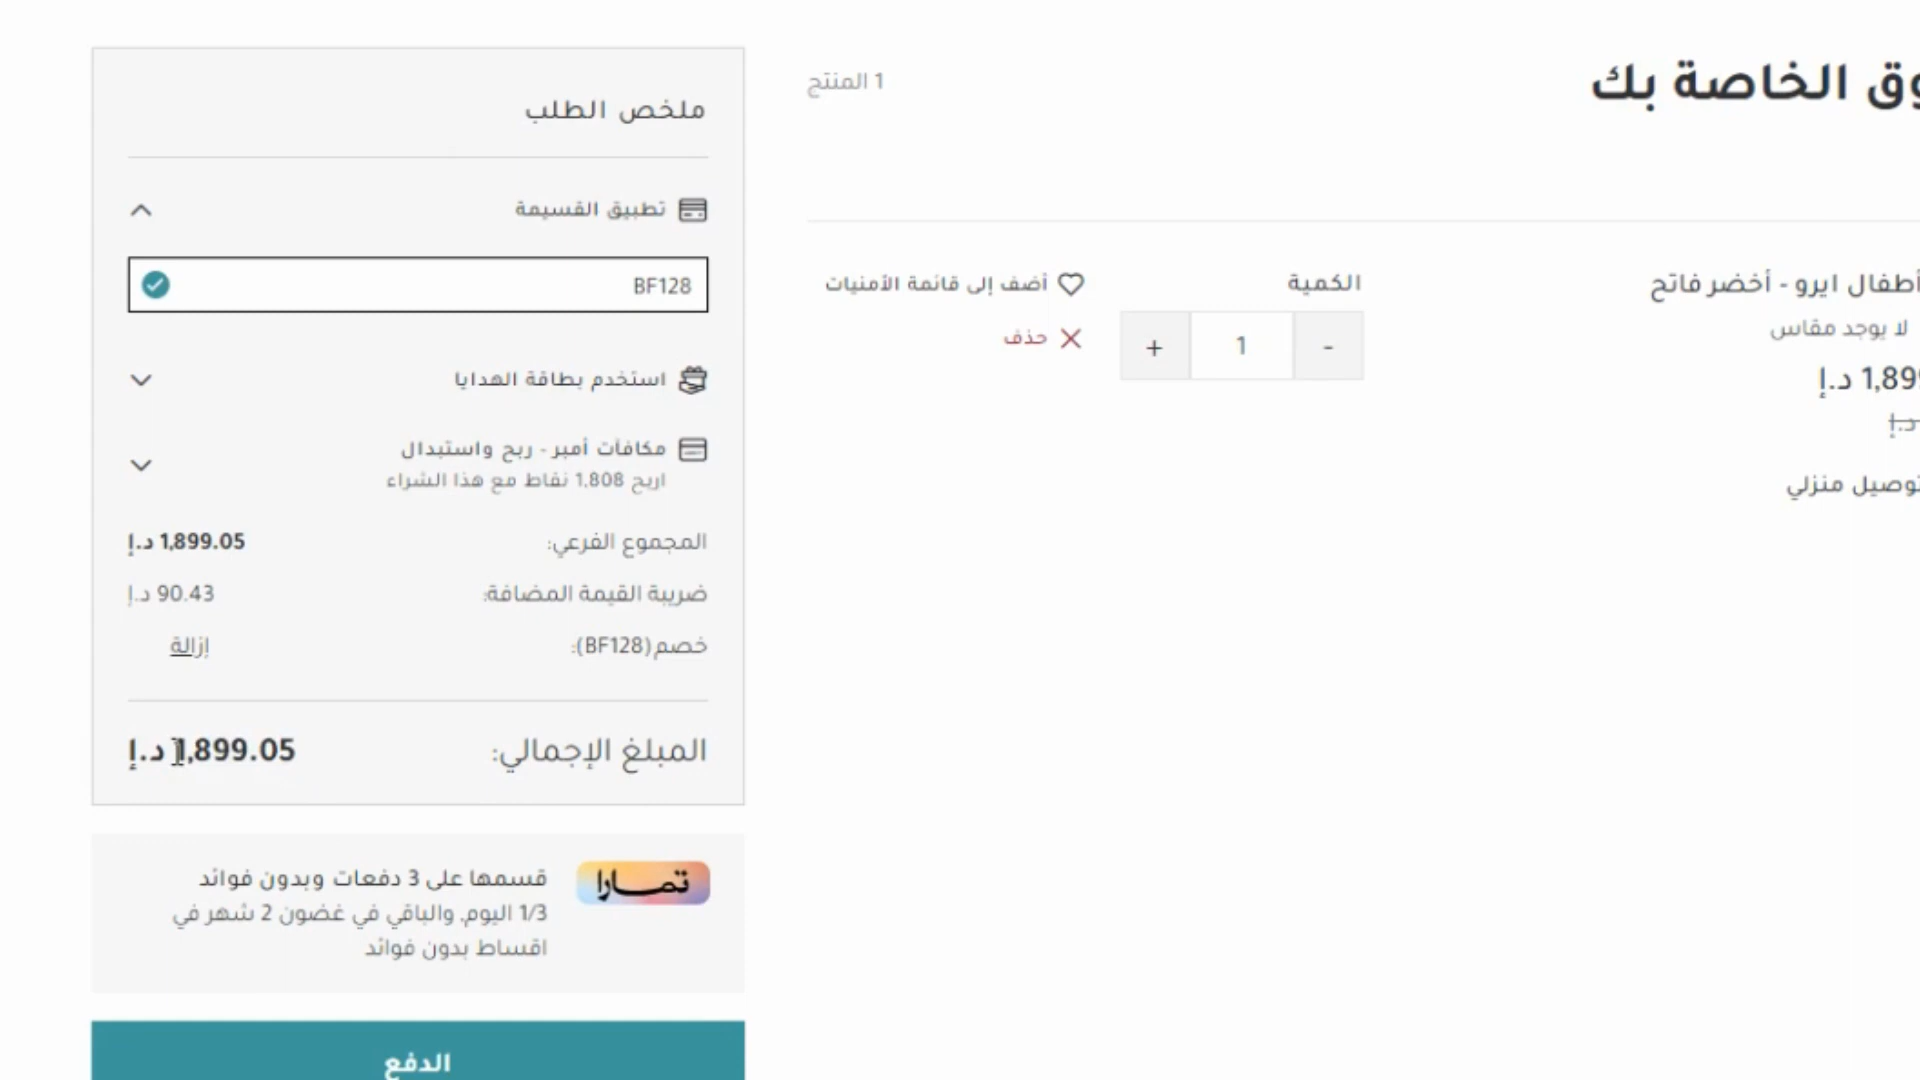 الخاصة بك
1 المنتج
أطفال ايرو - أخضر فاتح
لا يوجد مقاس
د.إ
د.إ
توصيل منزلي
الكمية
- 1 +
أضف إلى قائمة الأمنيات
حذف
ملخص الطلب
تطبيق القسيمة
BF128
استخدم بطاقة الهدايا
مكافآت أمبر - ربح واستبدال
اربح 1,808 نقاط مع هذا الشراء
المجموع الفرعي: 1,899.05 د.إ
ضريبة القيمة المضافة: 90.43 د.إ
خصم(BF128): إزالة
المبلغ الإجمالي: 1,899.05 د.إ
تمارا
قسمها على 3 دفعات وبدون فوائد
1/3 اليوم, والباقي في غضون 2 شهر في
اقساط بدون فوائد
الدفع